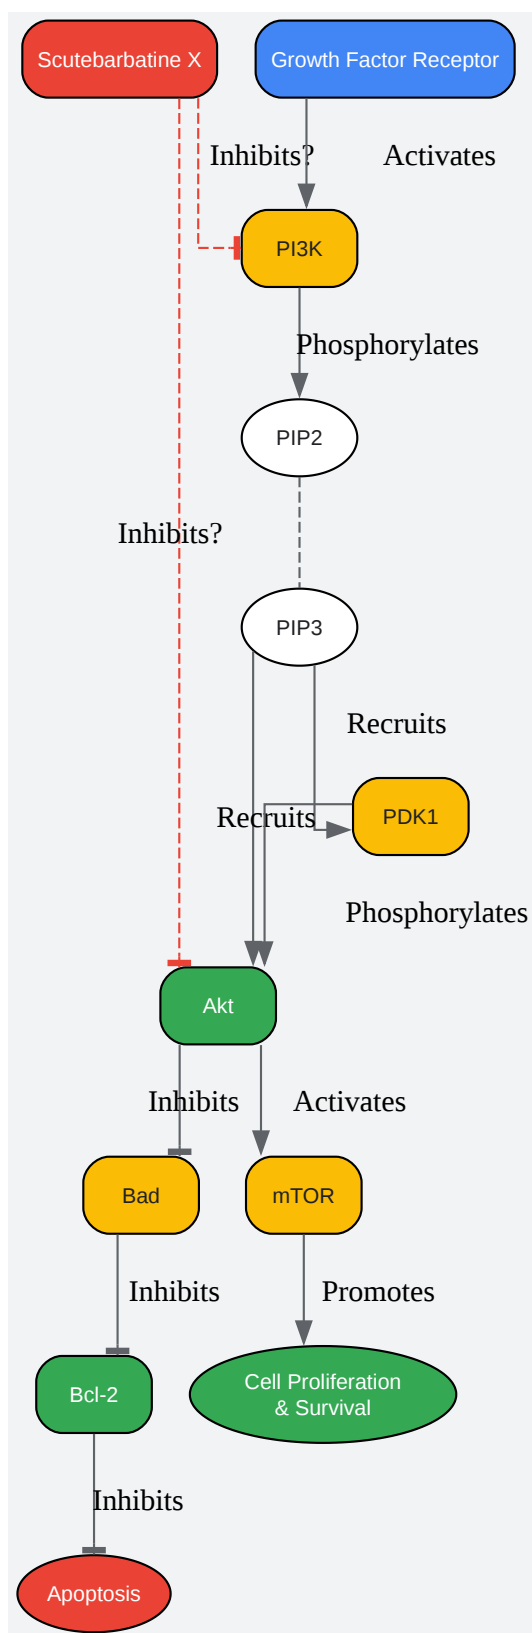 Scutebarbatine X
Growth Factor Receptor
Inhibits?
Activates
PI3K
Phosphorylates
PIP2
Inhibits?
PIP3
Recruits
Recruits
PDK1
Phosphorylates
Akt
Inhibits
Activates
Bad
mTOR
Inhibits
Promotes
Bcl-2
Cell Proliferation
& Survival
Inhibits
Apoptosis